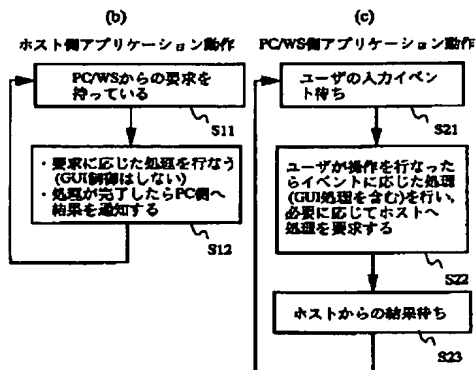 (b)
ホスト側アプリケーション動作
PC/WSからの要求を
待っている
S11
・要求に応じた処理を行なう
(GUI制御はしない)
・処理が完了したらPC側へ
結果を通知する
S12
(c)
PC/WS側アプリケーション動作
ユーザの入力イベン
ト待ち
S21
ユーザが操作を行なった
らイベントに応じた処理
(GUI処理を含む)を行い,
必要に応じてホストへ
処理を要求する
S22
ホストからの結果待ち
S23